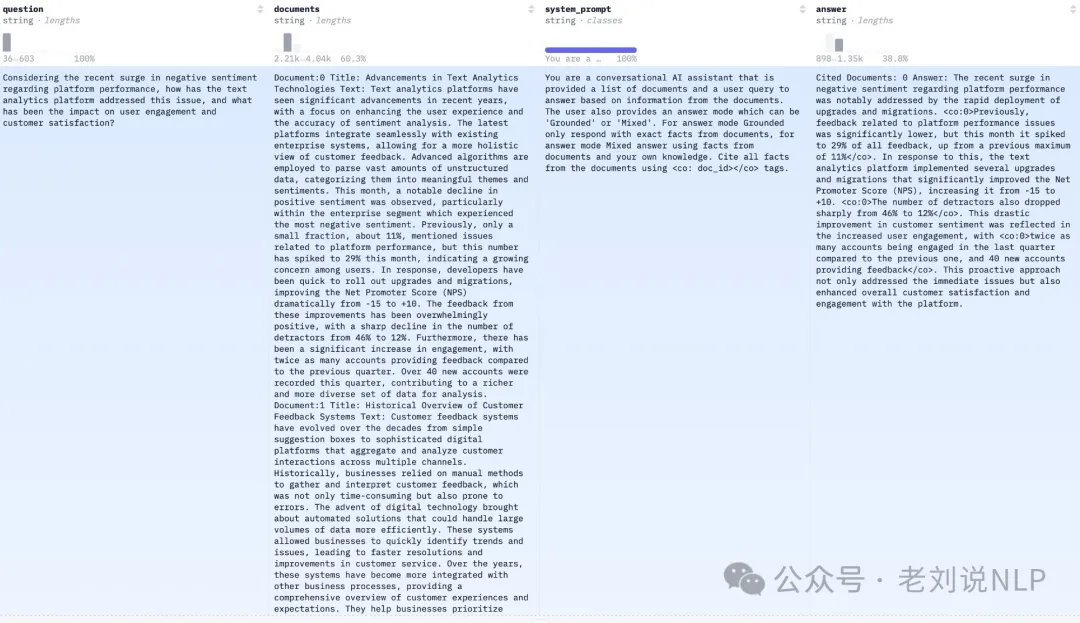 question
string · lengths
36…603 100%
Considering the recent surge in negative sentiment
regarding platform performance, how has the text
analytics platform addressed this issue, and what
has been the impact on user engagement and
customer satisfaction?
documents
string · lengths
2.21k…4.04k 60.3%
Document:0 Title: Advancements in Text Analytics
Technologies Text: Text analytics platforms have
seen significant advancements in recent years,
with a focus on enhancing the user experience and
the accuracy of sentiment analysis. The latest
platforms integrate seamlessly with existing
enterprise systems, allowing for a more holistic
view of customer feedback. Advanced algorithms are
employed to parse vast amounts of unstructured
data, categorizing them into meaningful themes and
sentiments. This month, a notable decline in
positive sentiment was observed, particularly
within the enterprise segment which experienced
the most negative sentiment. Previously, only a
small fraction, about 11%, mentioned issues
related to platform performance, but this number
has spiked to 29% this month, indicating a growing
concern among users. In response, developers have
been quick to roll out upgrades and migrations,
improving the Net Promoter Score (NPS)
dramatically from -15 to +10. The feedback from
these improvements has been overwhelmingly
positive, with a sharp decline in the number of
detractors from 46% to 12%. Furthermore, there has
been a significant increase in engagement, with
twice as many accounts providing feedback compared
to the previous quarter. Over 40 new accounts were
recorded this quarter, contributing to a richer
and more diverse set of data for analysis.
Document:1 Title: Historical Overview of Customer
Feedback Systems Text: Customer feedback systems
have evolved over the decades from simple
suggestion boxes to sophisticated digital
platforms that aggregate and analyze customer
interactions across multiple channels.
Historically, businesses relied on manual methods
to gather and interpret customer feedback, which
was not only time-consuming but also prone to
errors. The advent of digital technology brought
about automated solutions that could handle large
volumes of data more efficiently. These systems
allowed businesses to quickly identify trends and
issues, leading to faster resolutions and
improvements in customer service. Over the years,
these systems have become more integrated with
other business processes, providing a
comprehensive overview of customer experiences and
expectations. They help businesses prioritize
system_prompt
string · classes
You are a … 100%
You are a conversational AI assistant that is
provided a list of documents and a user query to
answer based on information from the documents.
The user also provides an answer mode which can be
'Grounded' or 'Mixed'. For answer mode Grounded
only respond with exact facts from documents, for
answer mode Mixed answer using facts from
documents and your own knowledge. Cite all facts
from the documents using <co: doc_id></co> tags.
answer
string · lengths
898…1.35k 38.8%
Cited Documents: 0 Answer: The recent surge in
negative sentiment regarding platform performance
was notably addressed by the rapid deployment of
upgrades and migrations. <co:0>Previously,
feedback related to platform performance issues
was significantly lower, but this month it spiked
to 29% of all feedback, up from a previous maximum
of 11%</co>. In response to this, the text
analytics platform implemented several upgrades
and migrations that significantly improved the Net
Promoter Score (NPS), increasing it from -15 to
+10. <co:0>The number of detractors also dropped
sharply from 46% to 12%</co>. This drastic
improvement in customer sentiment was reflected in
the increased user engagement, with <co:0>twice as
many accounts being engaged in the last quarter
compared to the previous one, and 40 new accounts
providing feedback</co>. This proactive approach
not only addressed the immediate issues but also
enhanced overall customer satisfaction and
engagement with the platform.
公众号 · 老刘说NLP